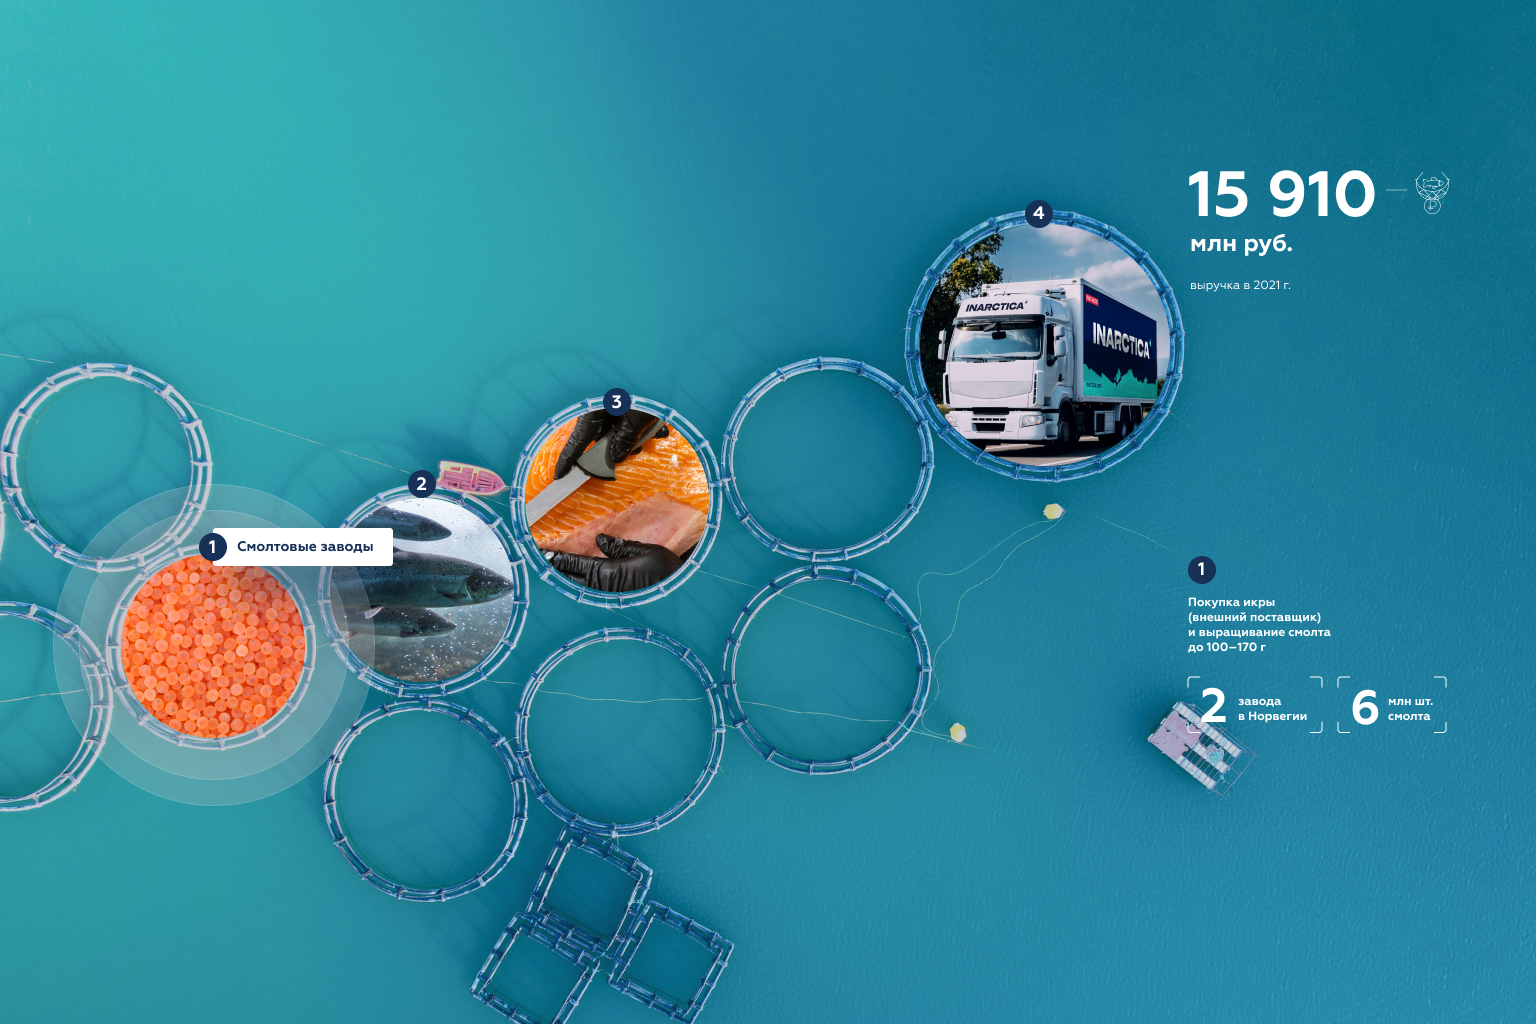 15 910
млн руб.
выручка в 2021 г.
4
INARCTICA
INARCTICA
3
2
1
Смолтовые заводы
1
Покупка икры
(внешний поставщик)
и выращивание смолта
до 100–170 г
2
завода
в Норвегии
6
млн шт.
смолта